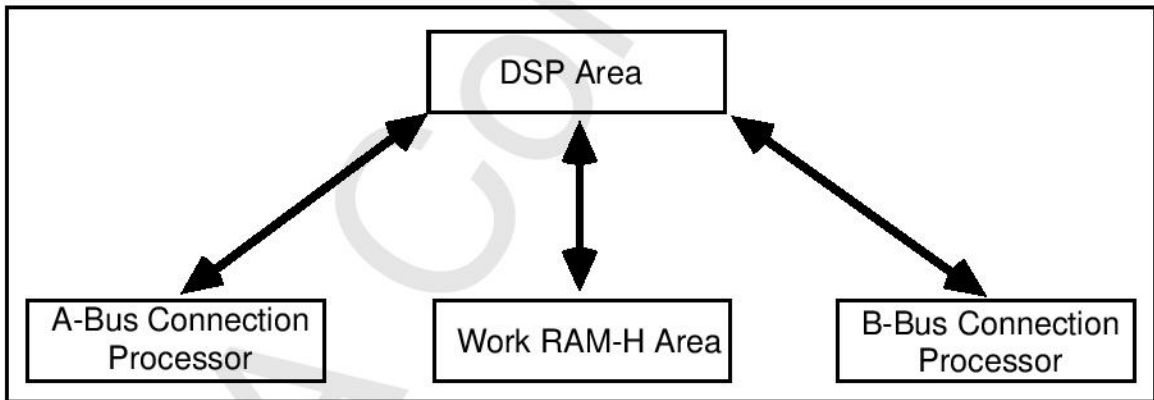 DSP Area
A-Bus Connection
Processor
Work RAM-H Area
B-Bus Connection
Processor